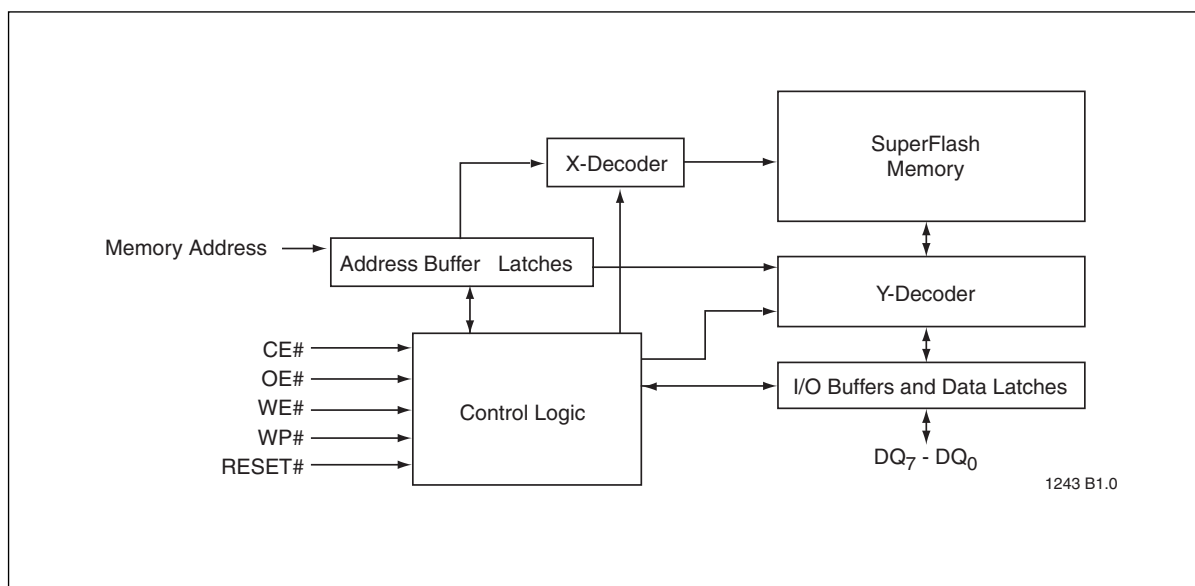 SuperFlash
Memory
X-Decoder
Memory Address
Address Buffer Latches
Y-Decoder
CE#
OE#
WE#
WP#
RESET#
Control Logic
I/O Buffers and Data Latches
DQ7 - DQ0
1243 B1.0